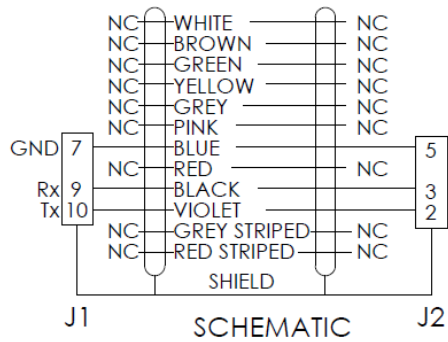 NC WHITE NC
NC BROWN NC
NC GREEN NC
NC YELLOW NC
NC GREY NC
NC PINK NC
GND 7 BLUE 5
NC RED NC
Rx 9 BLACK 3
Tx 10 VIOLET 2
NC GREY STRIPED NC
NC RED STRIPED NC
SHIELD
J1 J2
SCHEMATIC